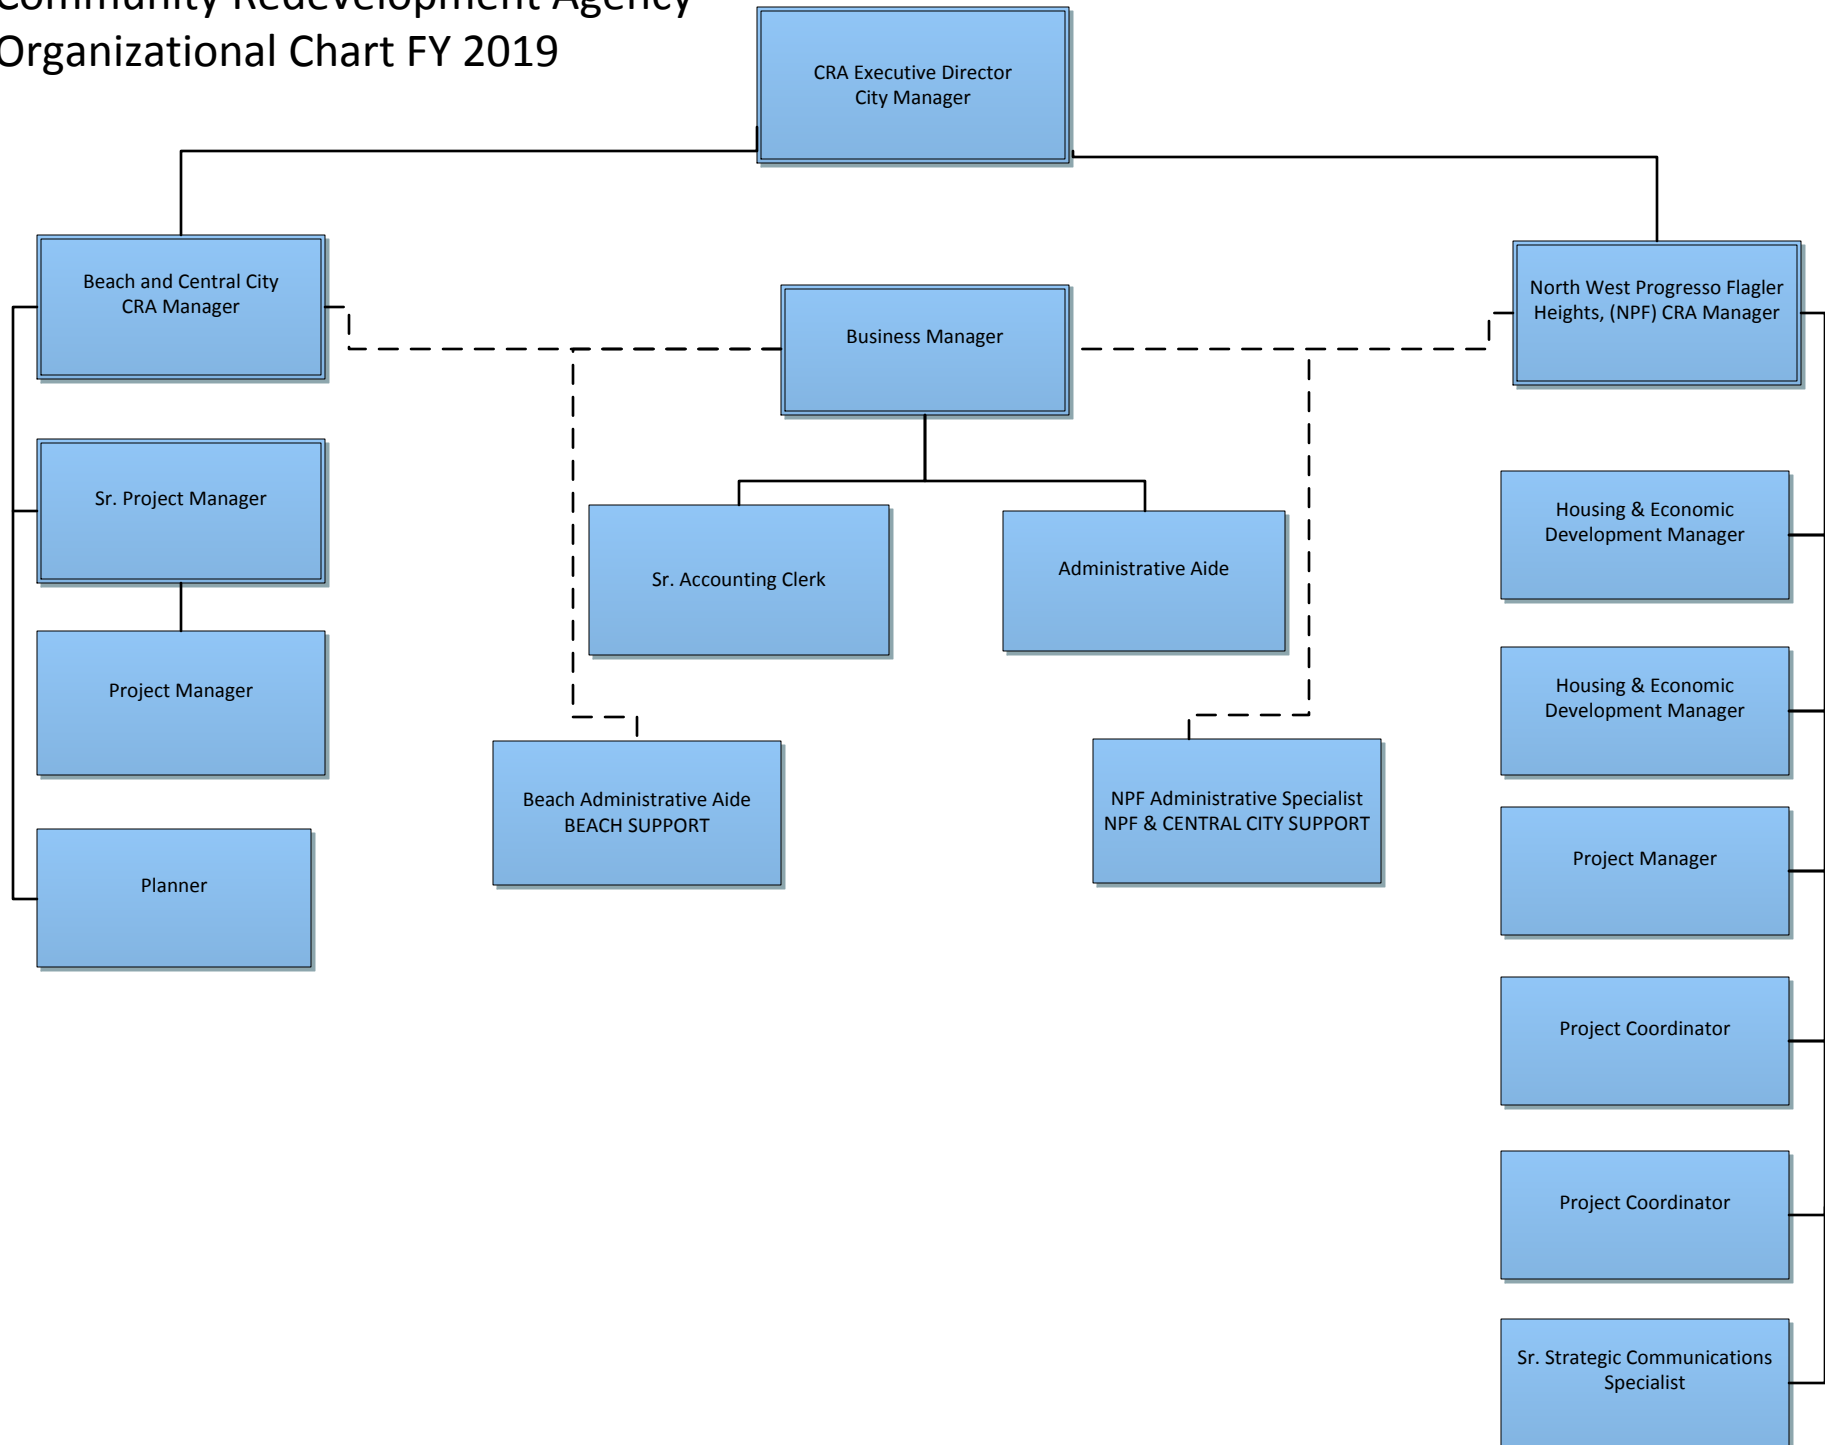 Community Redevelopment Agency
Organizational Chart FY 2019
CRA Executive Director
City Manager
Beach and Central City
CRA Manager
Business Manager
North West Progresso Flagler
Heights, (NPF) CRA Manager
Sr. Project Manager
Project Manager
Planner
Sr. Accounting Clerk
Administrative Aide
Beach Administrative Aide
BEACH SUPPORT
NPF Administrative Specialist
NPF & CENTRAL CITY SUPPORT
Housing & Economic
Development Manager
Housing & Economic
Development Manager
Project Manager
Project Coordinator
Project Coordinator
Sr. Strategic Communications
Specialist